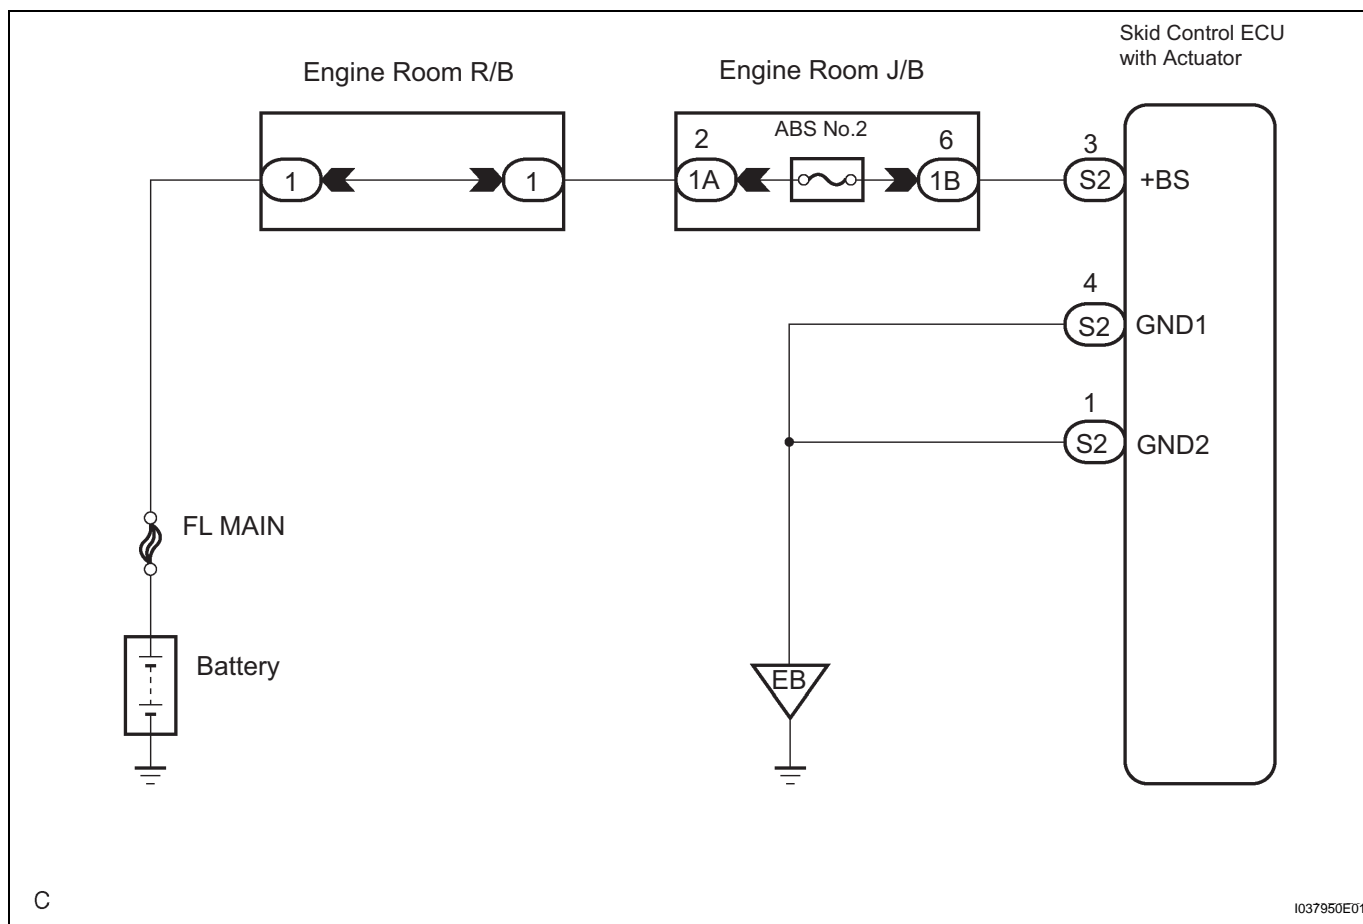 Skid Control ECU
with Actuator
Engine Room R/B
Engine Room J/B
ABS No.2
2
6
3
1
1
1A
1B
S2
+BS
4
S2
GND1
1
S2
GND2
FL MAIN
Battery
EB
C
I037950E01